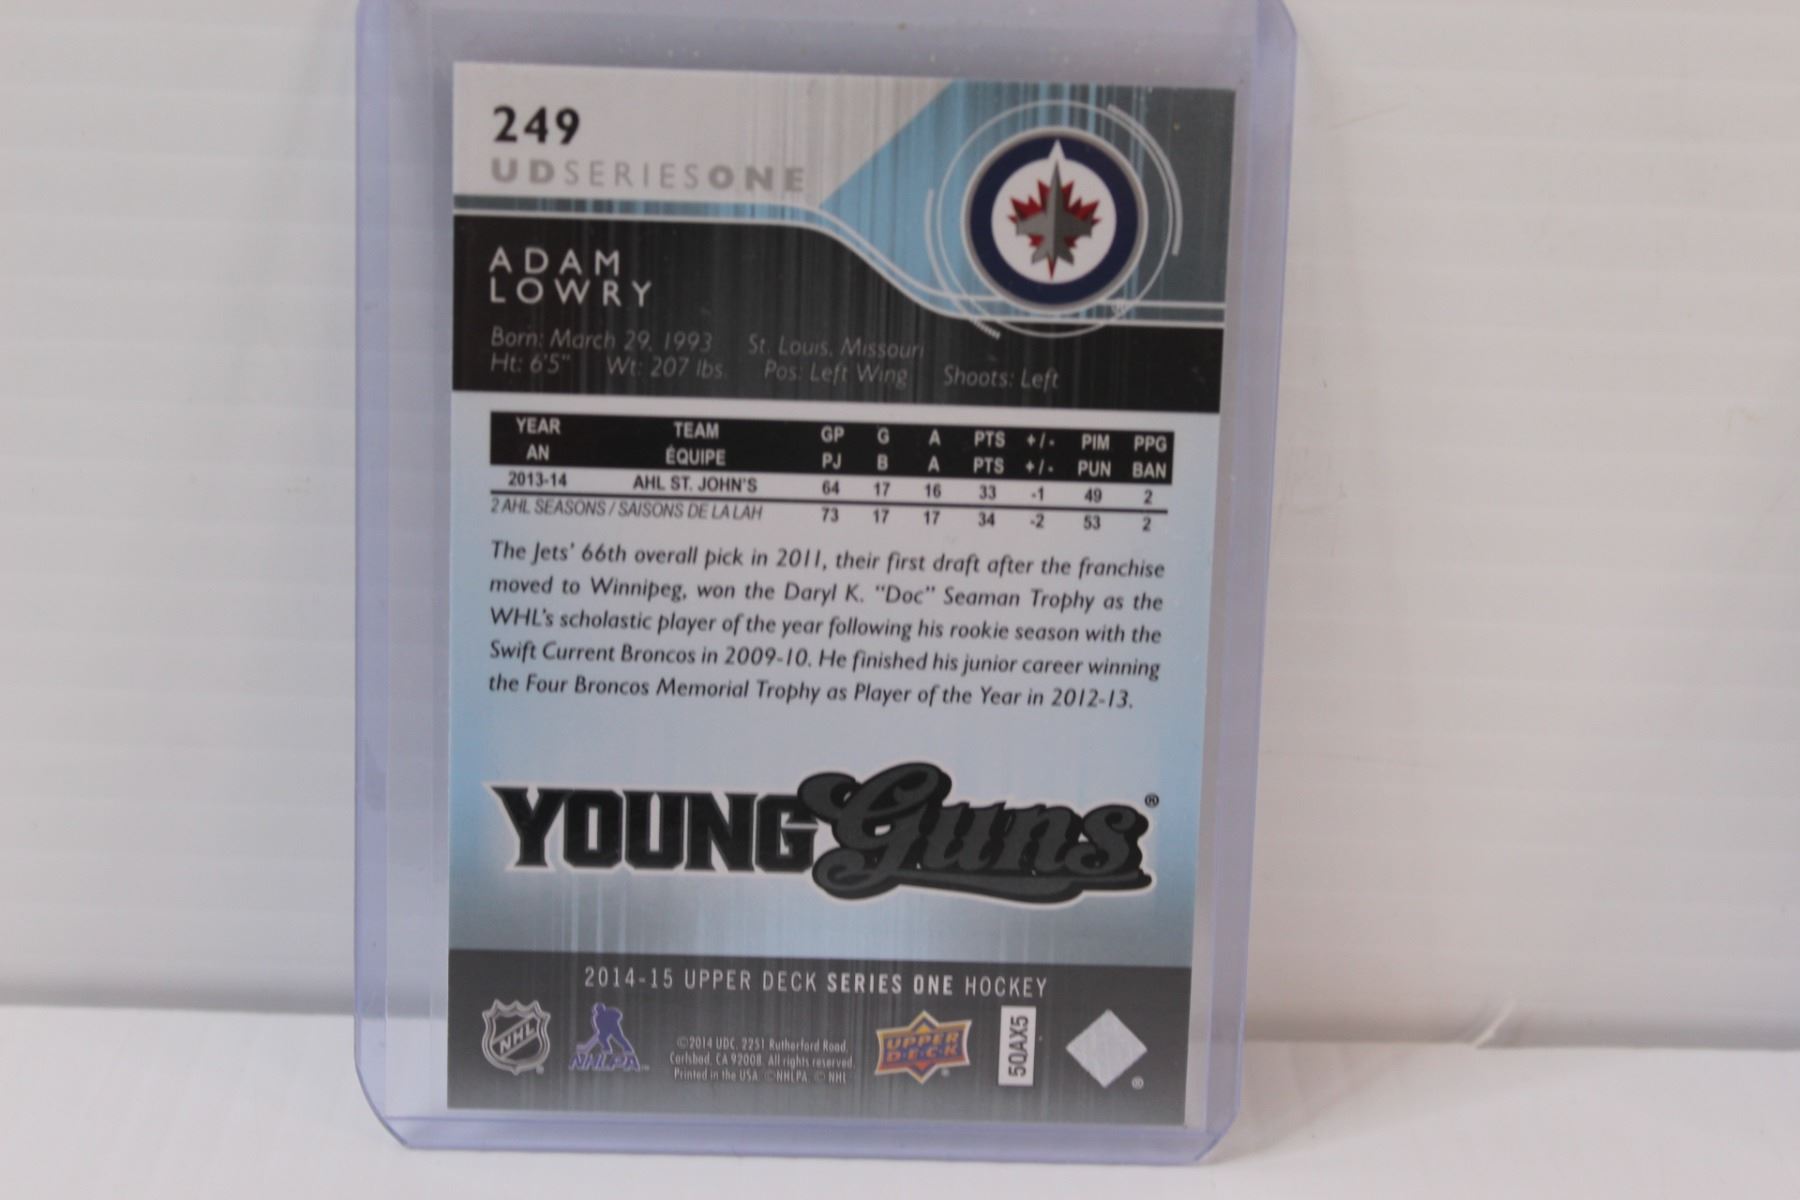 249
UDSERIESONE
ADAM
LOWRY
Born: March 29, 1993 St. Louis, Missouri
Ht: 6'5" Wt: 207 lbs. Pos: Left Wing Shoots: Left
YEAR TEAM GP G A PTS +/- PIM PPG
AN ÉQUIPE PJ B A PTS +/- PUN BAN
2013-14 AHL ST. JOHN'S 64 17 16 33 -1 49 2
2 AHL SEASONS / SAISONS DE LA LAH 73 17 17 34 -2 53 2
The Jets' 66th overall pick in 2011, their first draft after the franchise
moved to Winnipeg, won the Daryl K. "Doc" Seaman Trophy as the
WHL's scholastic player of the year following his rookie season with the
Swift Current Broncos in 2009-10. He finished his junior career winning
the Four Broncos Memorial Trophy as Player of the Year in 2012-13.
YOUNG Guns®
2014-15 UPPER DECK SERIES ONE HOCKEY
NHL
NHLPA
©2014 UDC. 2251 Rutherford Road,
Carlsbad, CA 92008. All rights reserved.
Printed in the USA. ©NHLPA. © NHL
UPPER
DECK
5QAX5
®